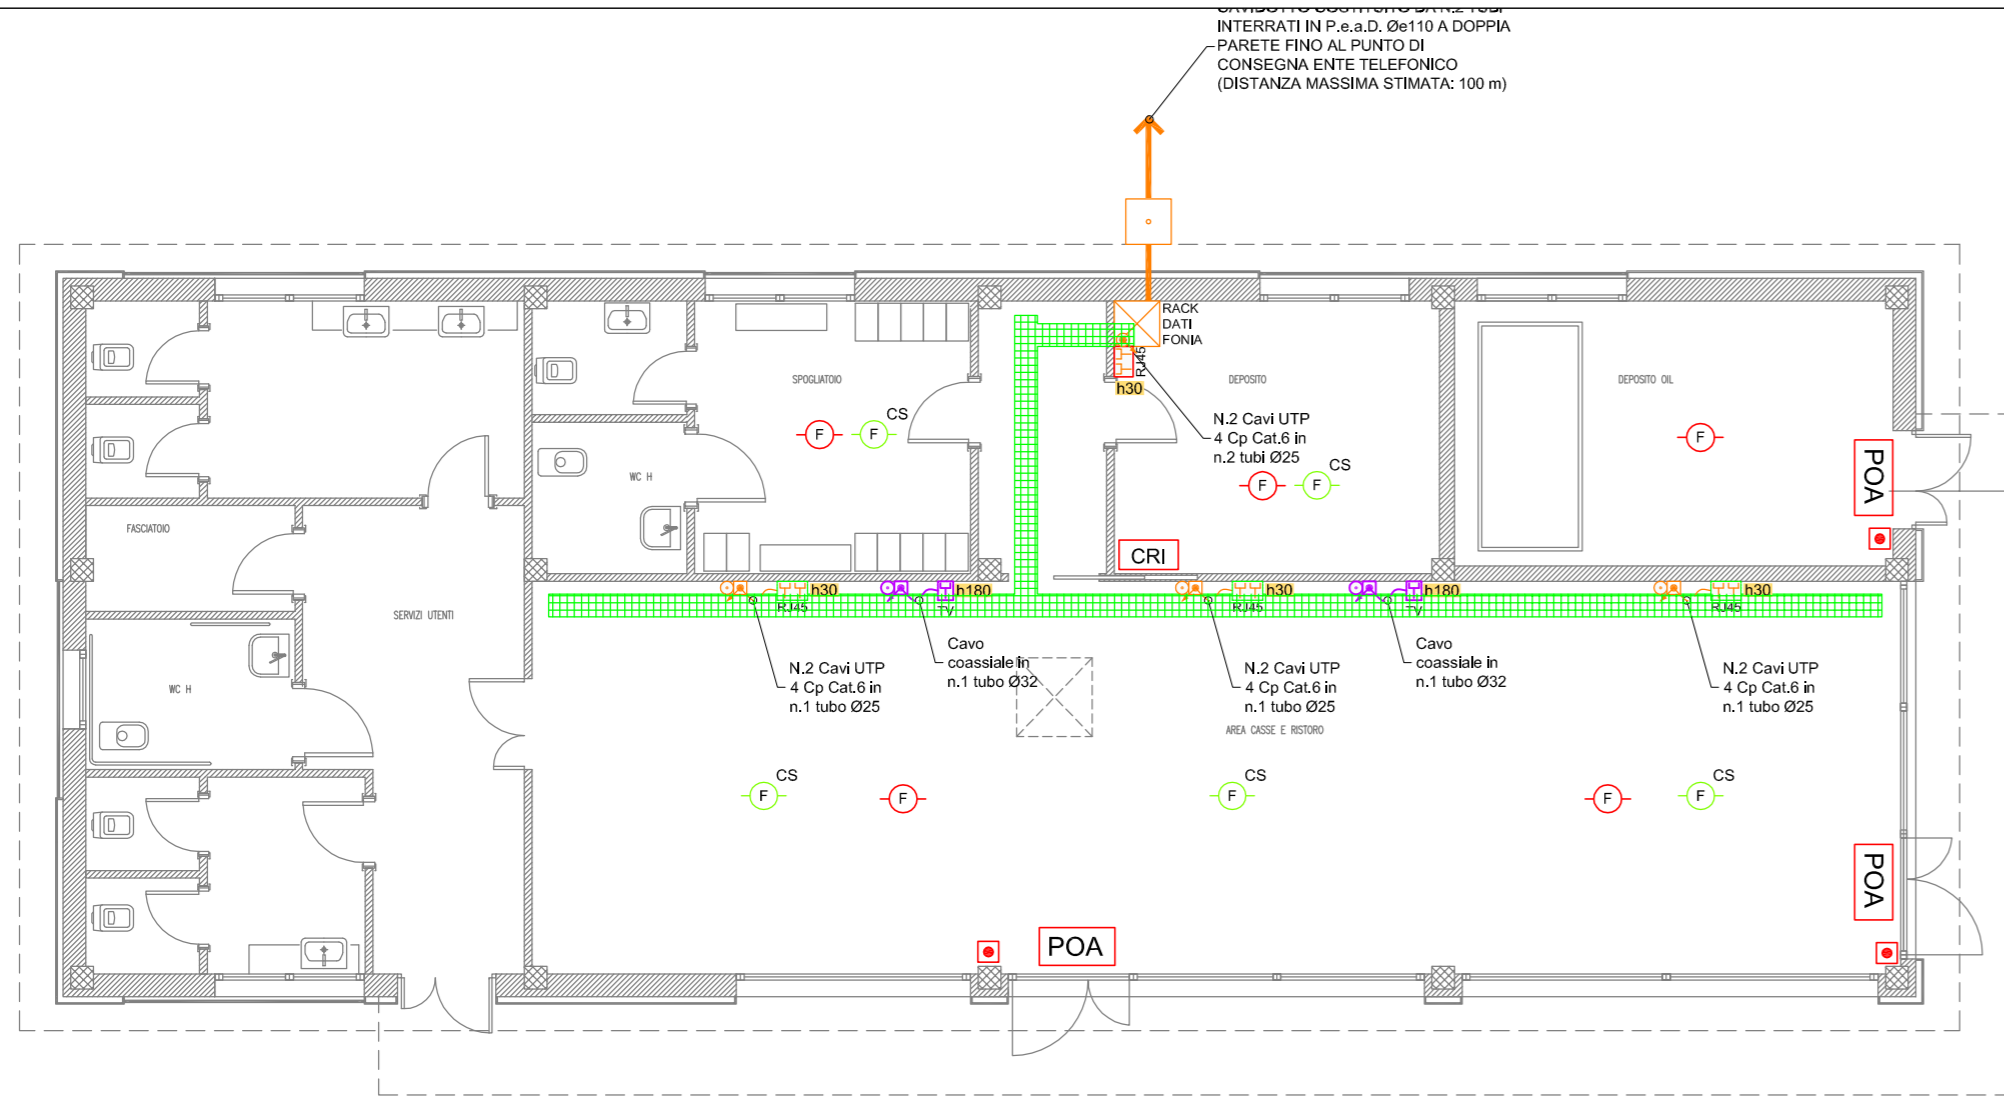 INTERRATI IN P.e.a.D. Øe110 A DOPPIA
PARETE FINO AL PUNTO DI
CONSEGNA ENTE TELEFONICO
(DISTANZA MASSIMA STIMATA: 100 m)
RACK
DATI
FONIA
RJ45
h30
SPOGLIATOIO
DEPOSITO
DEPOSITO OIL
CS
F
F
N.2 Cavi UTP
4 Cp Cat.6 in
n.2 tubi Ø25
F
POA
CS
F
F
WC H
FASCIATOIO
CRI
SERVIZI UTENTI
h30
RJ45
h180
TV
h30
RJ45
h180
TV
h30
RJ45
N.2 Cavi UTP
4 Cp Cat.6 in
n.1 tubo Ø25
Cavo
coassiale in
n.1 tubo Ø32
N.2 Cavi UTP
4 Cp Cat.6 in
n.1 tubo Ø25
Cavo
coassiale in
n.1 tubo Ø32
N.2 Cavi UTP
4 Cp Cat.6 in
n.1 tubo Ø25
WC H
AREA CASSE E RISTORO
CS
F
F
CS
F
F
CS
F
POA
POA